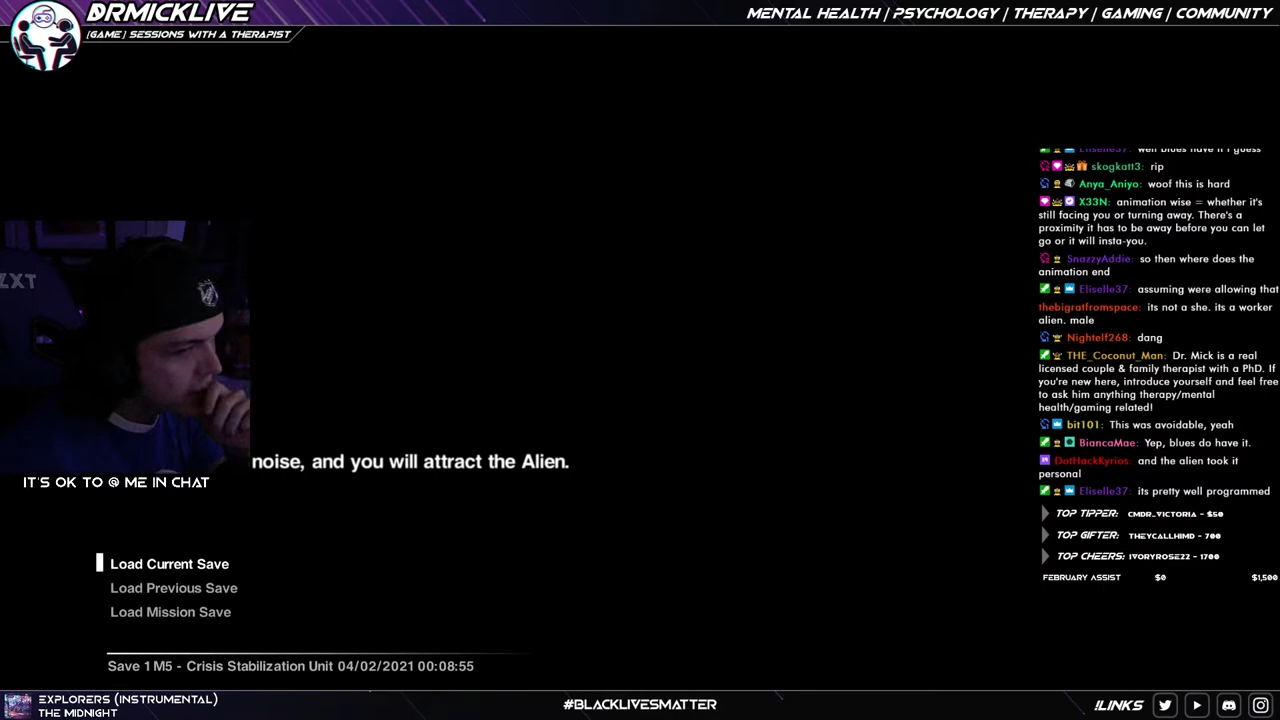 DRMICKLIVE
[GAME] SESSIONS WITH A THERAPIST
MENTAL HEALTH | PSYCHOLOGY | THERAPY | GAMING | COMMUNITY
Eliselle37: well blues have it i guess
skogkatt3: rip
Anya_Aniyo: woof this is hard
X33N: animation wise = whether it's
still facing you or turning away. There's a
proximity it has to be away before you can let
go or it will insta-you.
SnazzyAddie: so then where does the
animation end
Eliselle37: assuming were allowing that
thebigratfromspace: its not a she. its a worker
alien. male
Nightelf268: dang
THE_Coconut_Man: Dr. Mick is a real
licensed couple & family therapist with a PhD. If
you're new here, introduce yourself and feel free
to ask him anything therapy/mental
health/gaming related!
bit101: This was avoidable, yeah
BiancaMae: Yep, blues do have it.
DotHackKyrios: and the alien took it
personal
Eliselle37: its pretty well programmed
TOP TIPPER: CMDR_VICTORIA - $50
TOP GIFTER: THEYCALLHIMD - 700
TOP CHEERS: IVORYROSE22 - 1700
FEBRUARY ASSIST $0 $1,500
ZXT
noise, and you will attract the Alien.
IT'S OK TO @ ME IN CHAT
Load Current Save
Load Previous Save
Load Mission Save
Save 1 M5 - Crisis Stabilization Unit 04/02/2021 00:08:55
EXPLORERS (INSTRUMENTAL)
THE MIDNIGHT
#BLACKLIVESMATTER
!LINKS